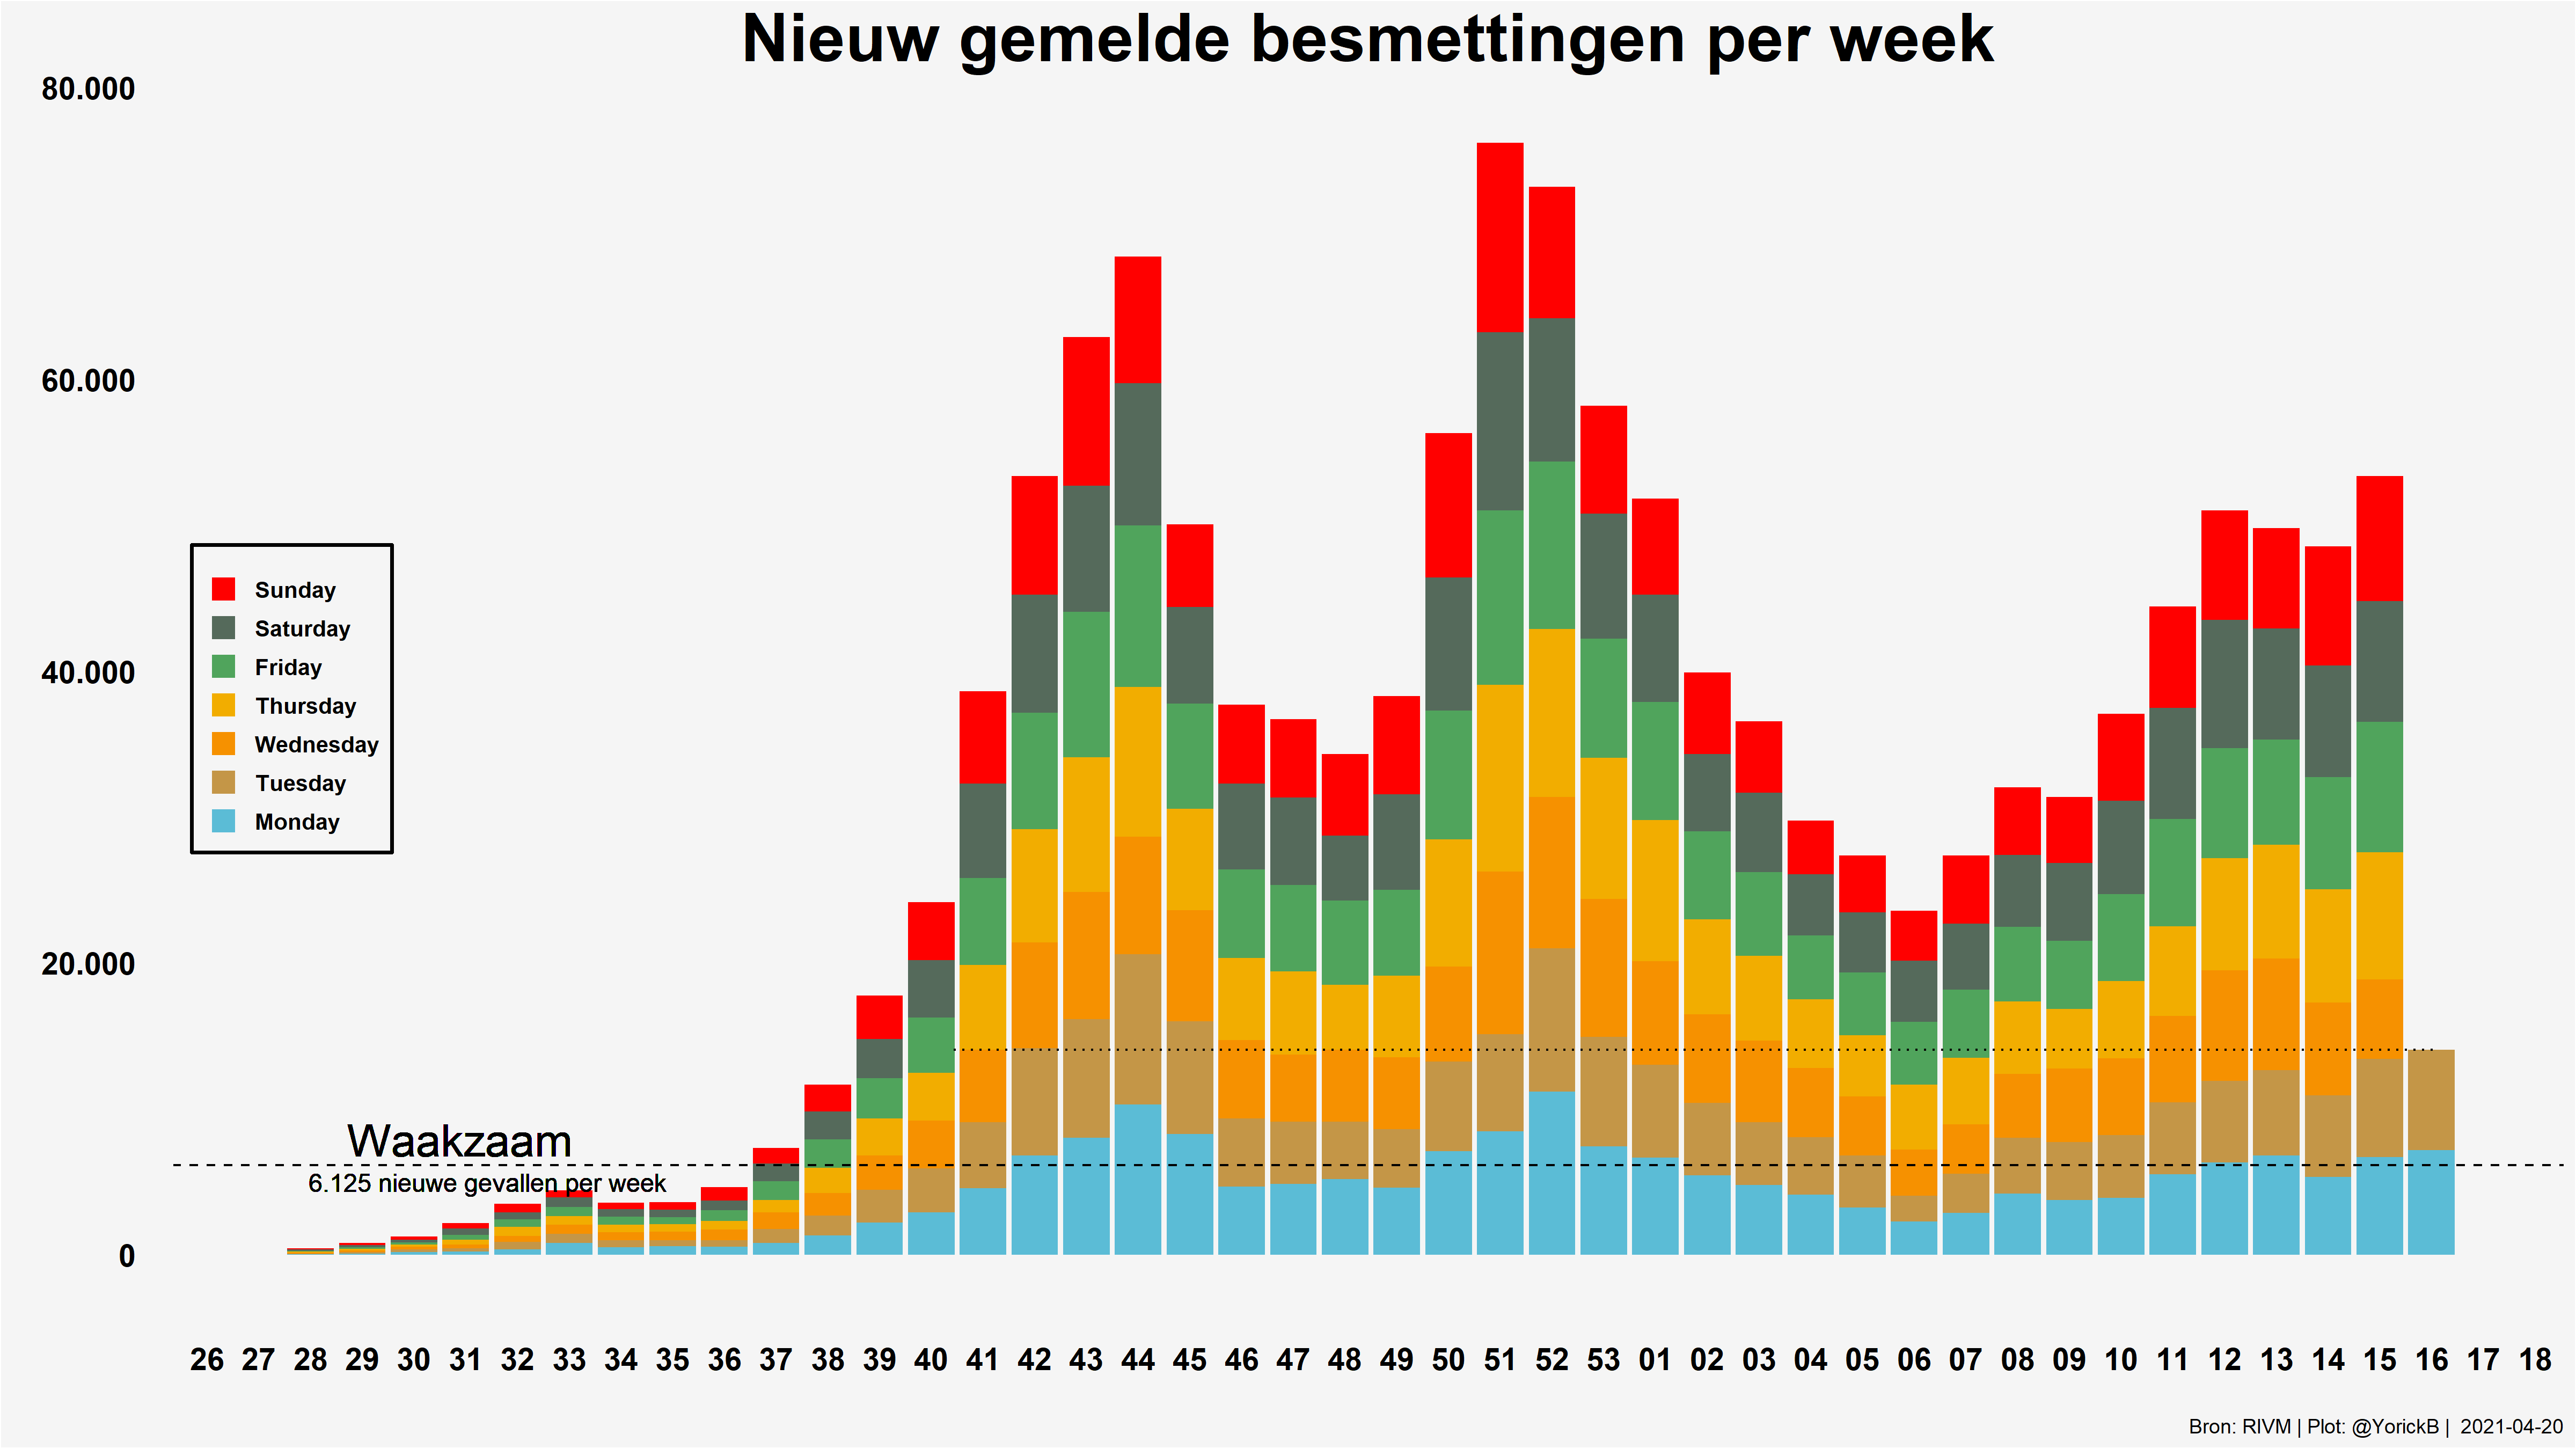 Nieuw gemelde besmettingen per week
80.000
60.000
40.000
20.000
0
Sunday
Saturday
Friday
Thursday
Wednesday
Tuesday
Monday
Waakzaam
6.125 nieuwe gevallen per week
26 27 28 29 30 31 32 33 34 35 36 37 38 39 40 41 42 43 44 45 46 47 48 49 50 51 52 53 01 02 03 04 05 06 07 08 09 10 11 12 13 14 15 16 17 18
Bron: RIVM | Plot: @YorickB | 2021-04-20